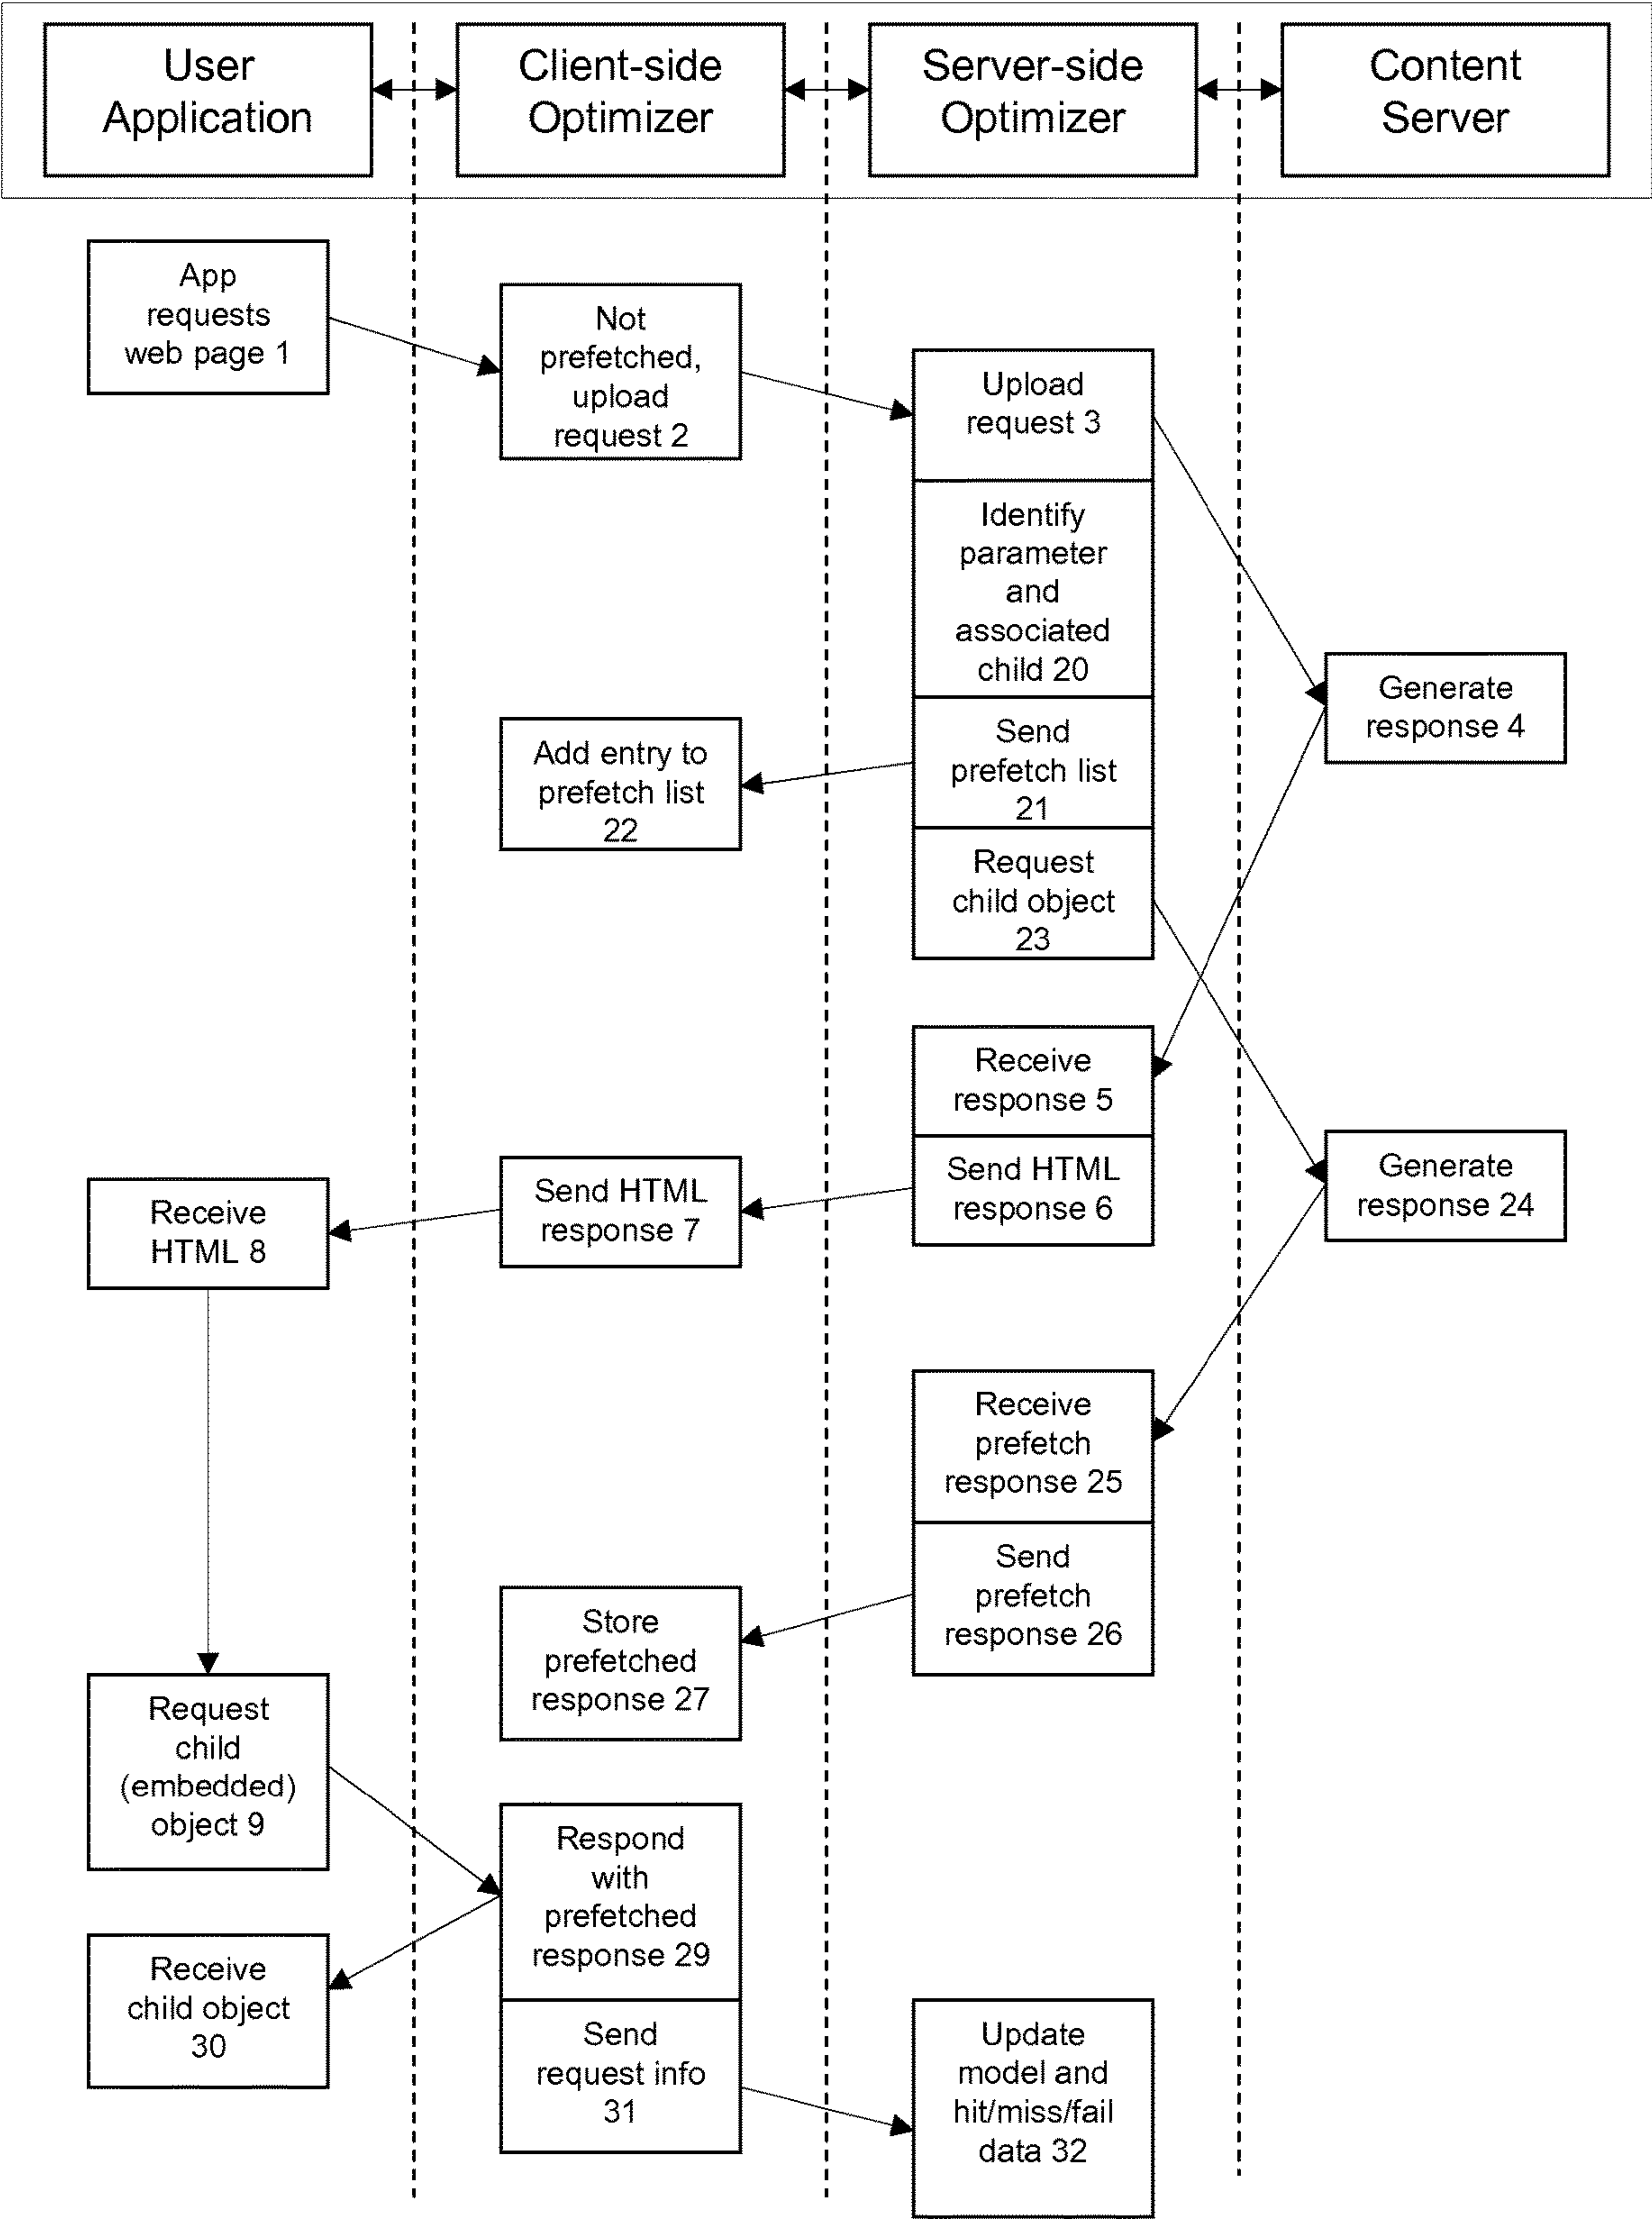 User
Application
Client-side
Optimizer
Server-side
Optimizer
Content
Server
App
requests
web page 1
Not
prefetched,
upload
request 2
Upload
request 3
Identify
parameter
and
associated
child 20
Generate
response 4
Send
prefetch list
21
Add entry to
prefetch list
22
Request
child object
23
Receive
response 5
Send HTML
response 6
Generate
response 24
Send HTML
response 7
Receive
HTML 8
Receive
prefetch
response 25
Send
prefetch
response 26
Store
prefetched
response 27
Request
child
(embedded)
object 9
Respond
with
prefetched
response 29
Receive
child object
30
Send
request info
31
Update
model and
hit/miss/fail
data 32